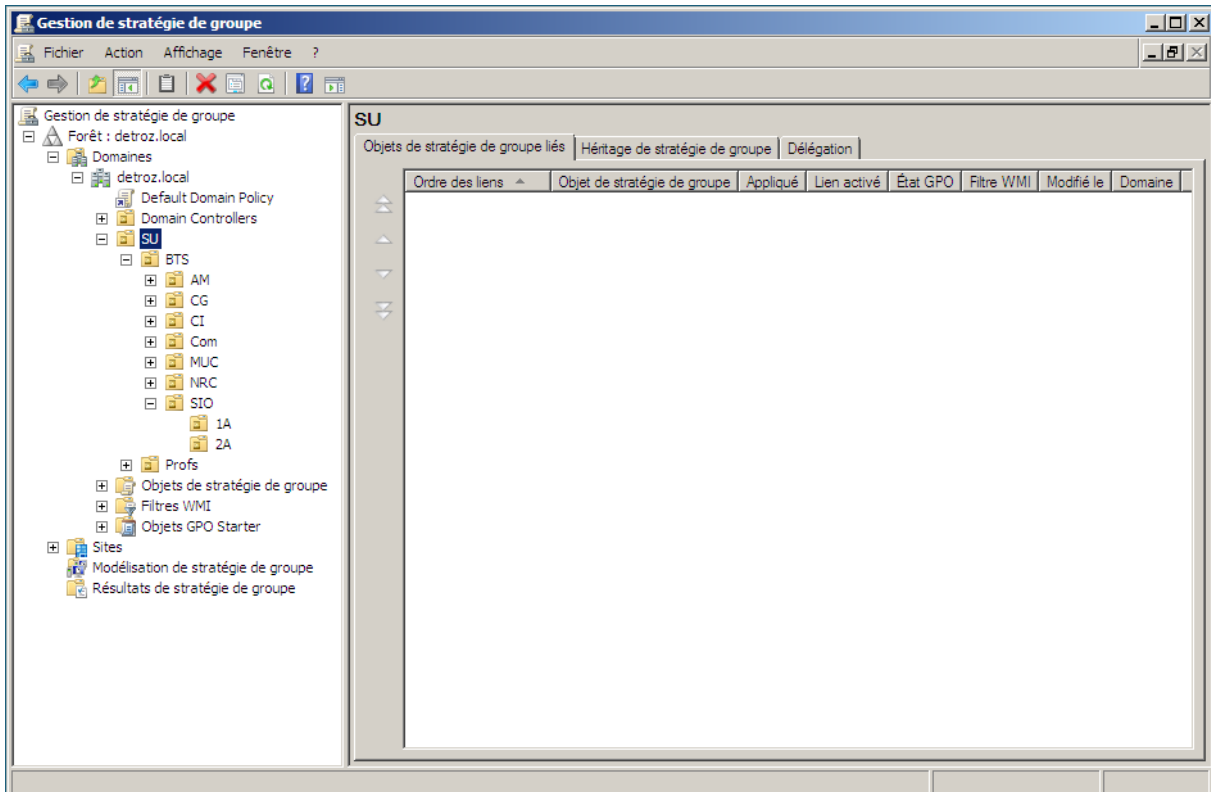 Gestion de stratégie de groupe
Fichier Action Affichage Fenêtre ?
Gestion de stratégie de groupe
Forêt : detroz.local
Domaines
detroz.local
Default Domain Policy
Domain Controllers
SU
BTS
AM
CG
CI
Com
MUC
NRC
SIO
1A
2A
Profs
Objets de stratégie de groupe
Filtres WMI
Objets GPO Starter
Sites
Modélisation de stratégie de groupe
Résultats de stratégie de groupe
SU
Objets de stratégie de groupe liés Héritage de stratégie de groupe Délégation
Ordre des liens Objet de stratégie de groupe Appliqué Lien activé État GPO Filtre WMI Modifié le Domaine